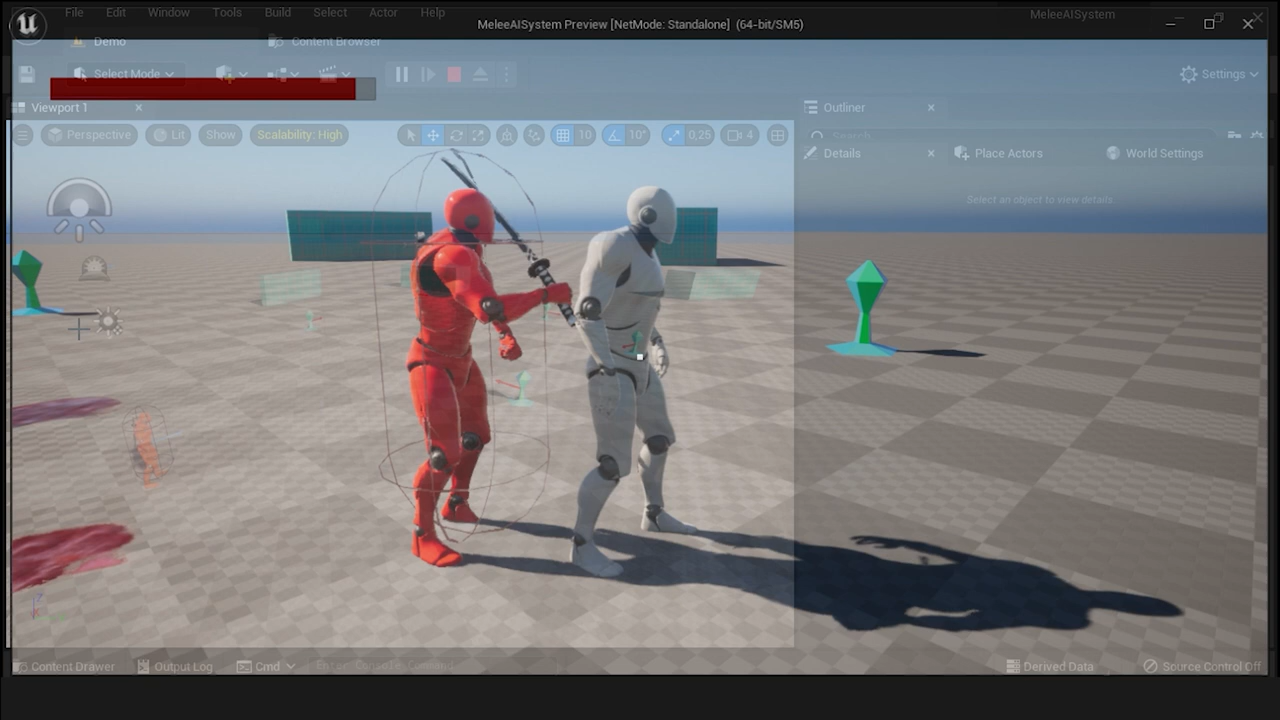 File Edit Window Tools Build Select Actor Help
MeleeAISystem
MeleeAISystem Preview [NetMode: Standalone] (64-bit/SM5)
Demo Content Browser
Select Mode Settings
Viewport 1 Outliner
Perspective Lit Show Scalability: High 10 10° 0,25 4 Search
Details Place Actors World Settings
Select an object to view details.
Content Drawer Output Log Cmd Enter Console Command Derived Data Source Control Off